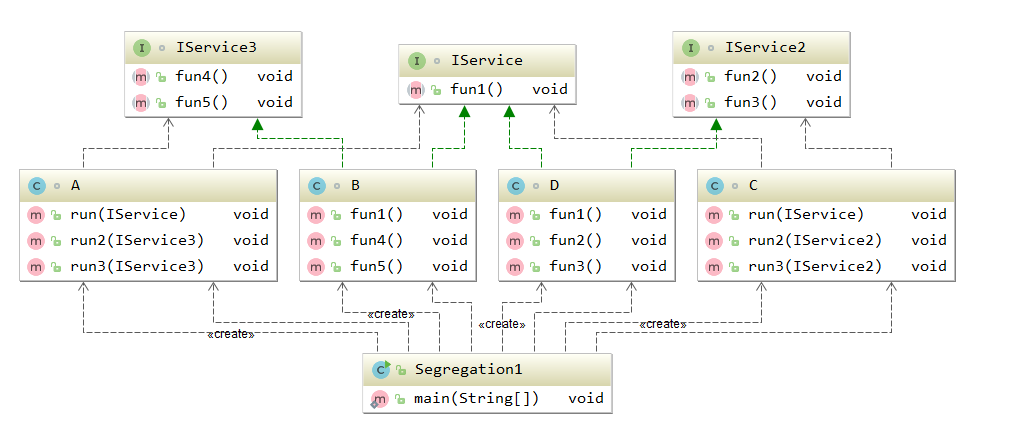 I IService3
m fun4() void
m fun5() void
I IService
m fun1() void
I IService2
m fun2() void
m fun3() void
C A
m run(IService) void
m run2(IService3) void
m run3(IService3) void
C B
m fun1() void
m fun4() void
m fun5() void
C D
m fun1() void
m fun2() void
m fun3() void
C C
m run(IService) void
m run2(IService2) void
m run3(IService2) void
«create»
«create»
«create»
C Segregation1
m main(String[]) void